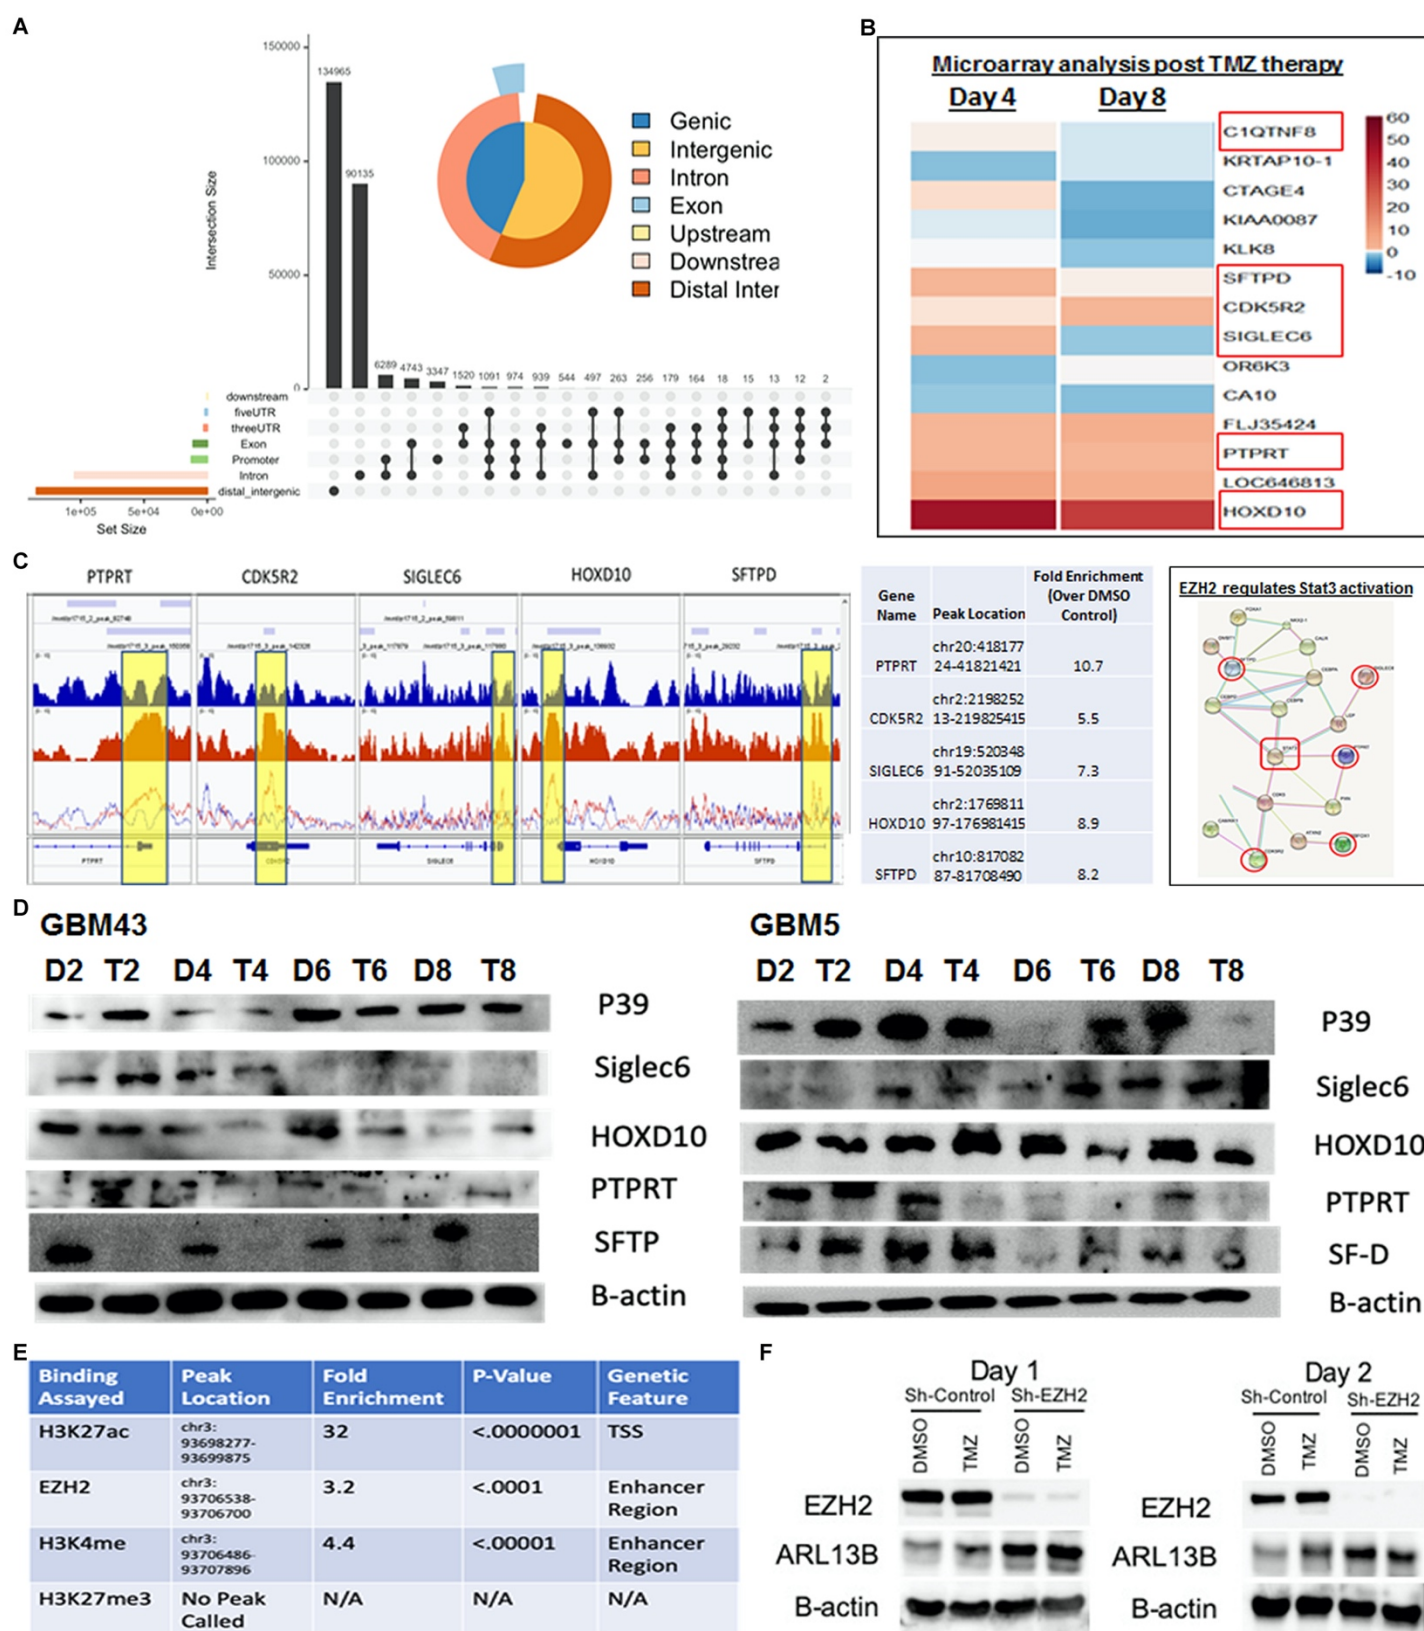 A
150000
100000
50000
0
Intersection Size
134965
90135
6289
4743
3347
1520
1091
974
939
544
497
263
256
179
164
18
15
13
12
2
Genic
Intergenic
Intron
Exon
Upstream
Downstrea
Distal Inter
downstream
fiveUTR
threeUTR
Exon
Promoter
Intron
distal_intergenic
1e+05 5e+04 0e+00
Set Size
B
Microarray analysis post TMZ therapy
Day 4 Day 8
C1QTNF8
KRTAP10-1
CTAGE4
KIAA0087
KLK8
SFTPD
CDK5R2
SIGLEC6
OR6K3
CA10
FLJ35424
PTPRT
LOC646813
HOXD10
60
50
40
30
20
10
0
-10
C
PTPRT CDK5R2 SIGLEC6 HOXD10 SFTPD
PTPRT SIGLEC6 HOXD10 SFTPD
Gene Name Peak Location Fold Enrichment (Over DMSO Control)
PTPRT chr20:418177 24-41821421 10.7
CDK5R2 chr2:2198252 13-219825415 5.5
SIGLEC6 chr19:520348 91-52035109 7.3
HOXD10 chr2:1769811 97-176981415 8.9
SFTPD chr10:817082 87-81708490 8.2
EZH2 regulates Stat3 activation
D
GBM43
D2 T2 D4 T4 D6 T6 D8 T8
P39
Siglec6
HOXD10
PTPRT
SFTP
B-actin
GBM5
D2 T2 D4 T4 D6 T6 D8 T8
P39
Siglec6
HOXD10
PTPRT
SF-D
B-actin
E
Binding Assayed Peak Location Fold Enrichment P-Value Genetic Feature
H3K27ac chr3: 93698277- 93699875 32 <.0000001 TSS
EZH2 chr3: 93706538- 93706700 3.2 <.0001 Enhancer Region
H3K4me chr3: 93706486- 93707896 4.4 <.00001 Enhancer Region
H3K27me3 No Peak Called N/A N/A N/A
F
Day 1
Sh-Control Sh-EZH2
DMSO TMZ DMSO TMZ
EZH2
ARL13B
B-actin
Day 2
Sh-Control Sh-EZH2
DMSO TMZ DMSO TMZ
EZH2
ARL13B
B-actin